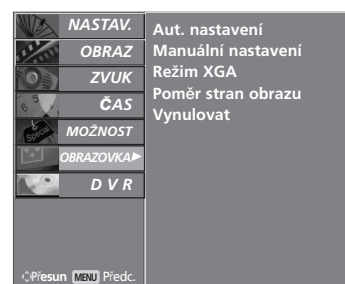 NASTAV.
OBRAZ
ZVUK
ČAS
MOŽNOST
OBRAZOVKA
D V R
Přesun MENU Předc.
Aut. nastavení
Manuální nastavení
Režim XGA
Poměr stran obrazu
Vynulovat